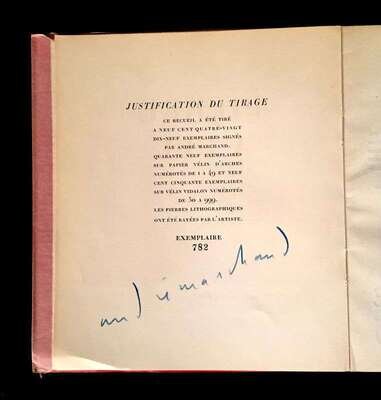 JUSTIFICATION DU TIRAGE
CE RECUEIL A ÉTÉ TIRÉ
A NEUF CENT QUATRE-VINGT
DIX-NEUF EXEMPLAIRES SIGNÉS
PAR ANDRÉ MARCHAND.
QUARANTE NEUF EXEMPLAIRES
SUR PAPIER VÉLIN D'ARCHES
NUMÉROTÉS DE 1 A 49 ET NEUF
CENT CINQUANTE EXEMPLAIRES
SUR VÉLIN VIDALON NUMÉROTÉS
DE 50 A 999.
LES PIERRES LITHOGRAPHIQUES
ONT ÉTÉ RAYÉES PAR L'ARTISTE.
EXEMPLAIRE
782
andré marchand